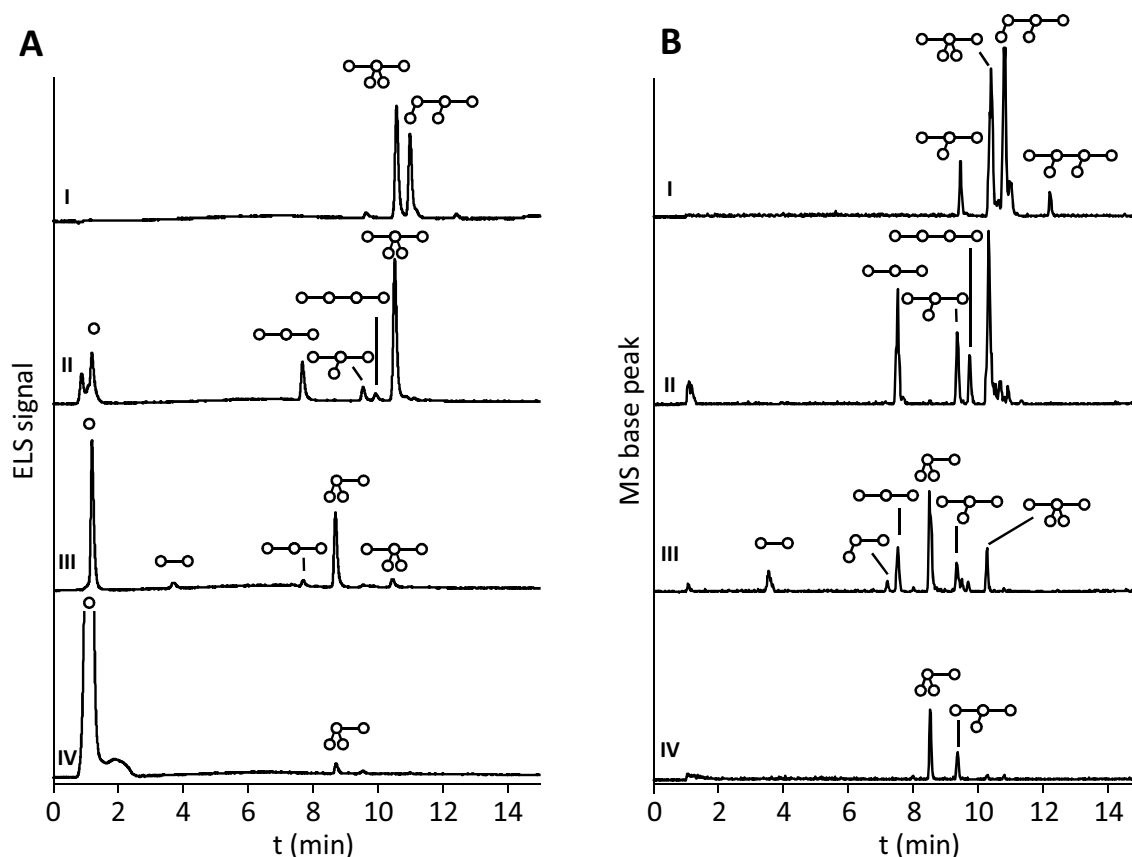 A
B
I
II
III
IV
ELS signal
0 2 4 6 8 10 12 14
t (min)
I
II
III
IV
MS base peak
0 2 4 6 8 10 12 14
t (min)